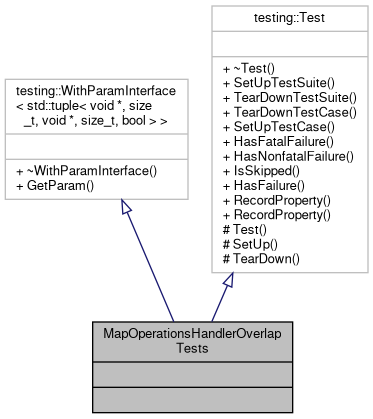 testing::Test
+ ~Test()
+ SetUpTestSuite()
+ TearDownTestSuite()
+ TearDownTestCase()
+ SetUpTestCase()
+ HasFatalFailure()
+ HasNonfatalFailure()
+ IsSkipped()
+ HasFailure()
+ RecordProperty()
+ RecordProperty()
# Test()
# SetUp()
# TearDown()
testing::WithParamInterface
< std::tuple< void *, size
_t, void *, size_t, bool > >
+ ~WithParamInterface()
+ GetParam()
MapOperationsHandlerOverlap
Tests